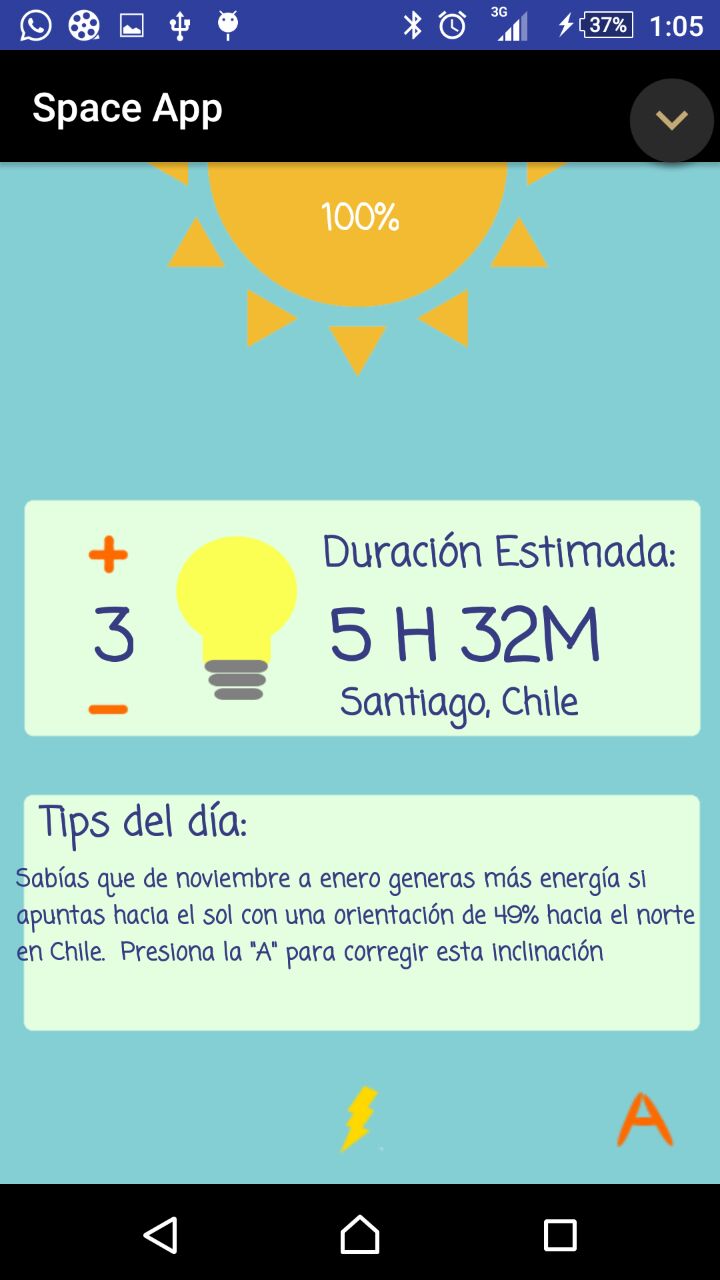 3G 37% 1:05
Space App
100%
Duración Estimada:
3 5 H 32M
Santiago, Chile
Tips del día:
Sabías que de noviembre a enero generas más energía si
apuntas hacia el sol con una orientación de 49% hacia el norte
en Chile. Presiona la "A" para corregir esta inclinación
A